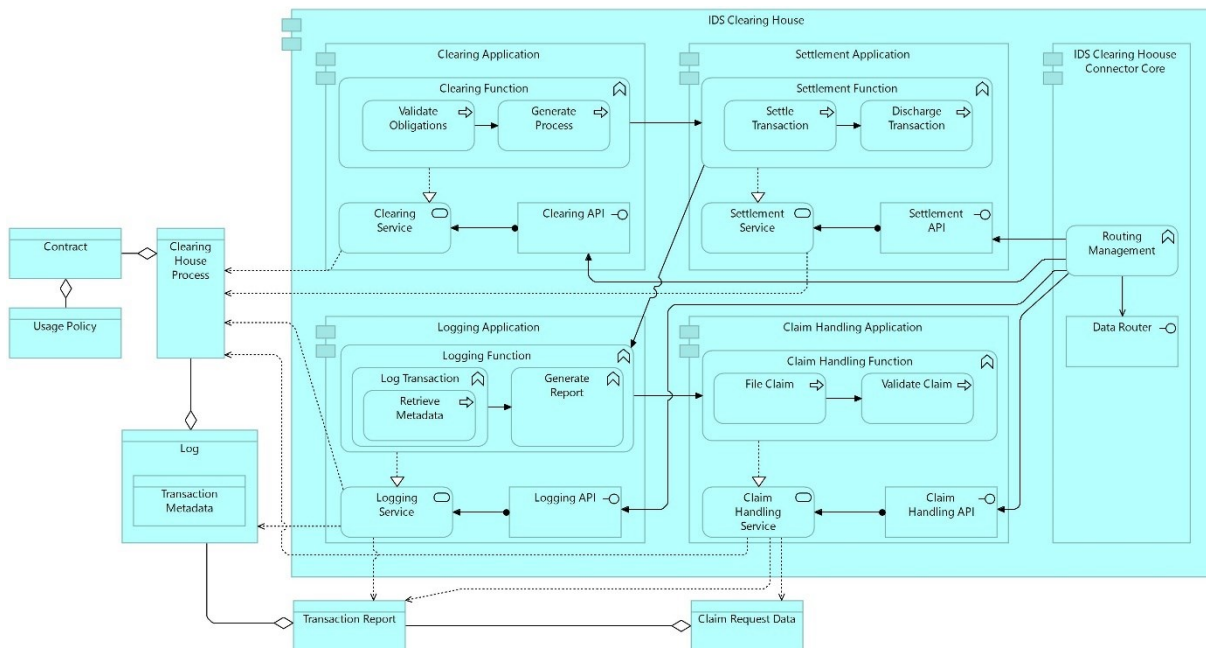 IDS Clearing House
Clearing Application
Settlement Application
IDS Clearing Hoouse
Connector Core
Clearing Function
Settlement Function
Validate
Obligations
Generate
Process
Settle
Transaction
Discharge
Transaction
Clearing
Service
Clearing API
Settlement
Service
Settlement
API
Routing
Management
Contract
Clearing
House
Process
Usage Policy
Logging Application
Claim Handling Application
Data Router
Logging Function
Claim Handling Function
Log Transaction
Generate
Report
File Claim
Validate Claim
Retrieve
Metadata
Log
Transaction
Metadata
Logging
Service
Logging API
Claim
Handling
Service
Claim
Handling API
Transaction Report
Claim Request Data